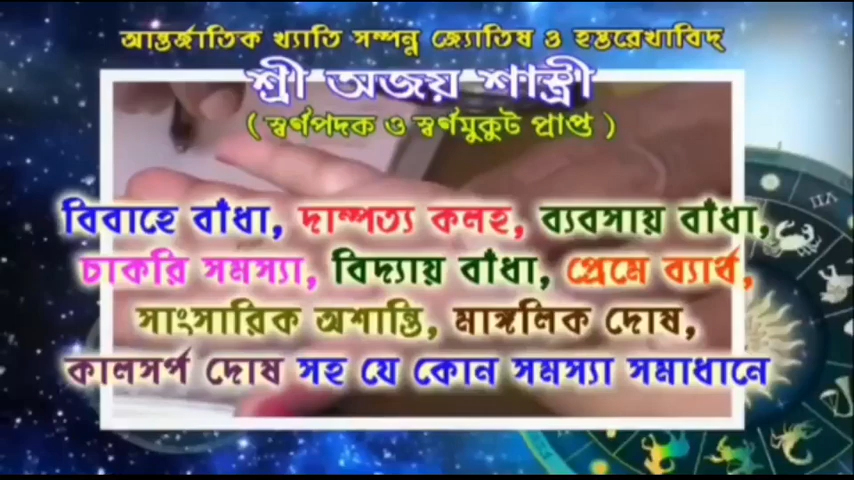 আন্তর্জাতিক খ্যাতি সম্পন্ন জ্যোতিষ ও হস্তরেখাবিদ্
শ্রী অজয় শাস্ত্রী
( স্বর্ণপদক ও স্বর্ণমুকুট প্রাপ্ত )
বিবাহে বাঁধা, দাম্পত্য কলহ, ব্যবসায় বাঁধা,
চাকরি সমস্যা, বিদ্যায় বাঁধা, প্রেমে ব্যার্থ,
সাংসারিক অশান্তি, মাঙ্গলিক দোষ,
কালসর্প দোষ সহ যে কোন সমস্যা সমাধানে